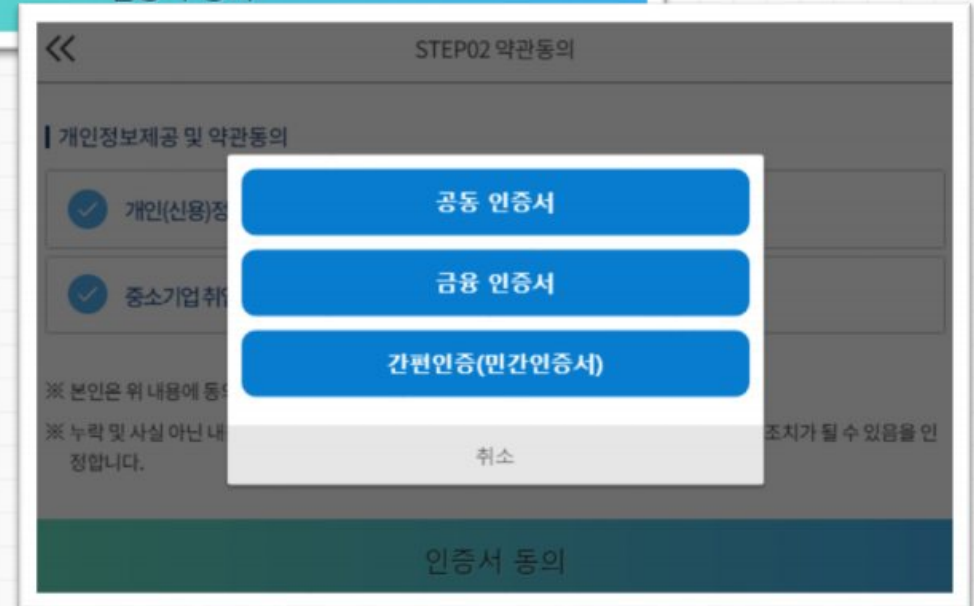 STEP02 약관동의
개인정보제공 및 약관동의
개인(신용)정
공동 인증서
중소기업 취업
금융 인증서
간편인증(민간인증서)
※ 본인은 위 내용에 동의
※ 누락 및 사실 아닌 내 조치가 될 수 있음을 인
정합니다.
취소
인증서 동의